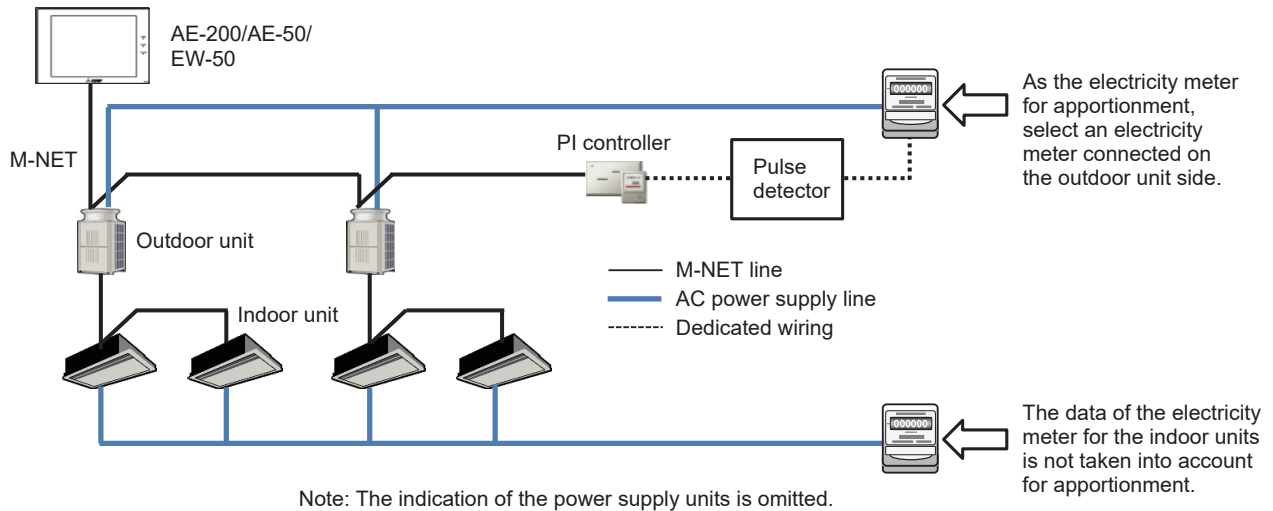 AE-200/AE-50/
EW-50
As the electricity meter
for apportionment,
select an electricity
meter connected on
the outdoor unit side.
000000
M-NET
PI controller
Pulse
detector
Outdoor unit
M-NET line
AC power supply line
Dedicated wiring
Indoor unit
000000
The data of the electricity
meter for the indoor units
is not taken into account
for apportionment.
Note: The indication of the power supply units is omitted.